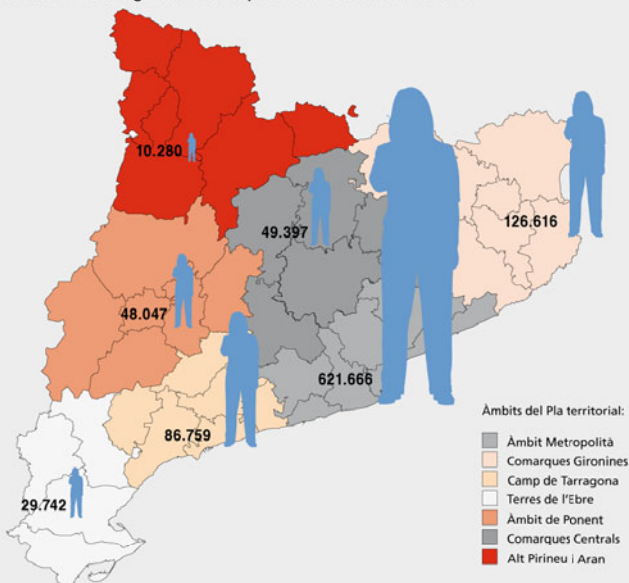 10.280
49.397
126.616
48.047
621.666
86.759
29.742
Àmbits del Pla territorial:
Àmbit Metropolità
Comarques Gironines
Camp de Tarragona
Terres de l'Ebre
Àmbit de Ponent
Comarques Centrals
Alt Pirineu i Aran